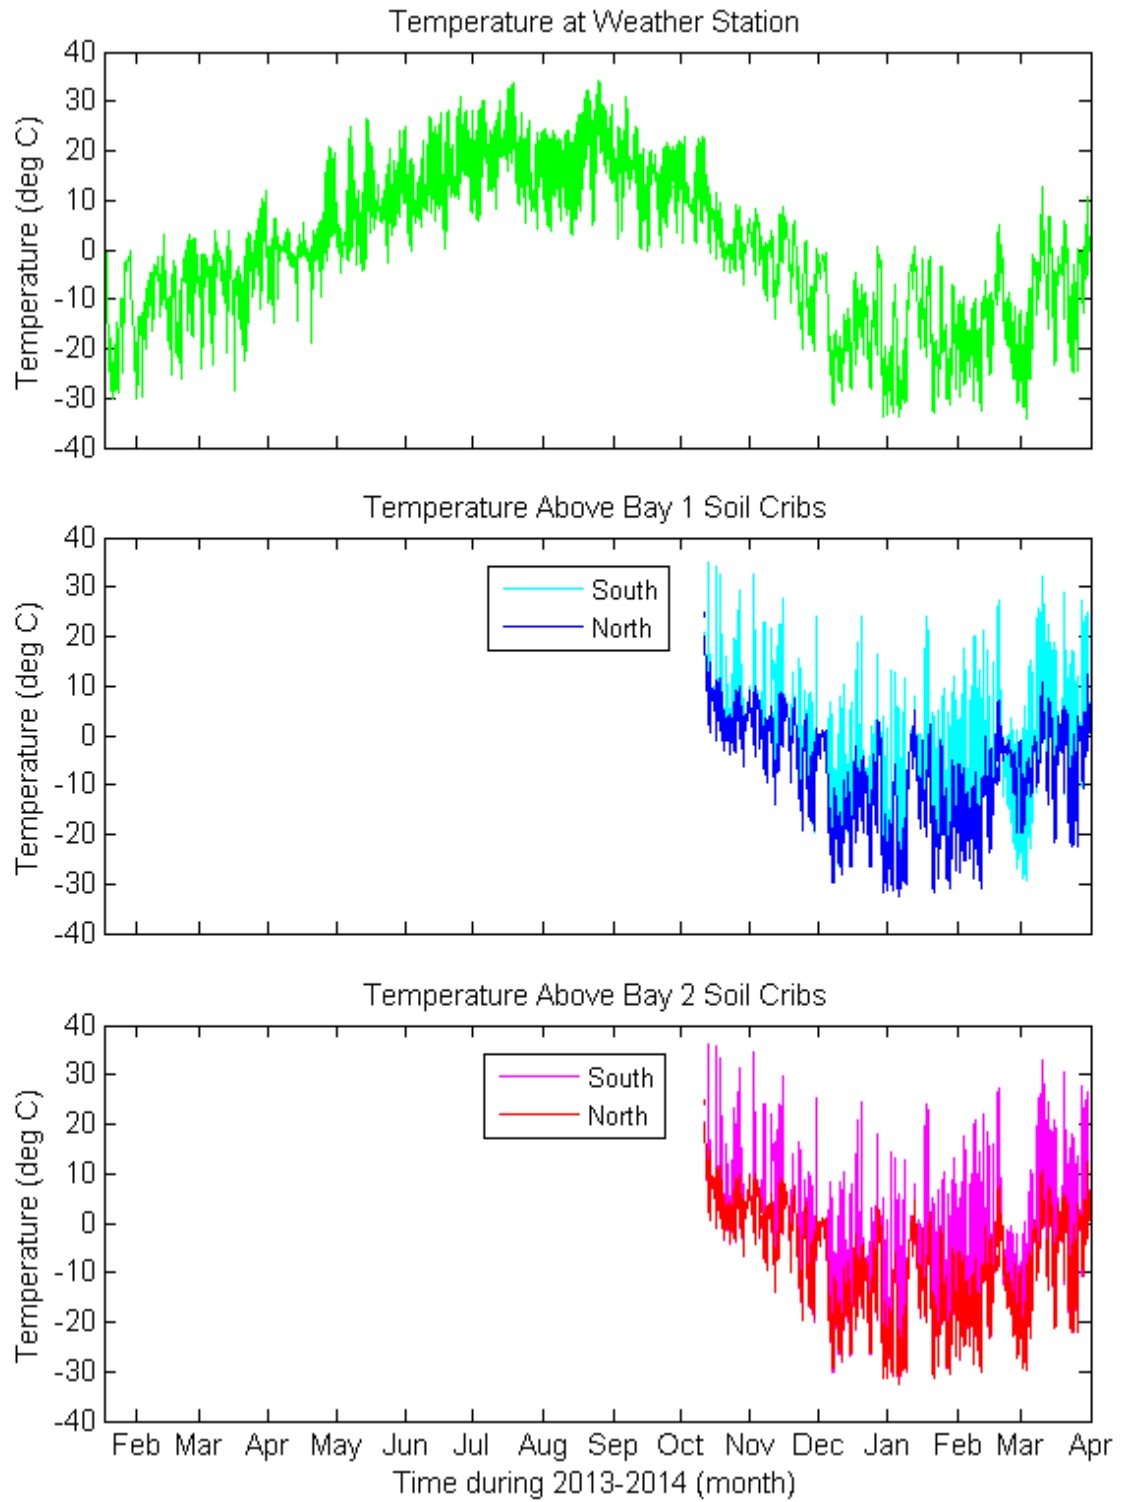 Temperature at Weather Station
40
30
20
10
0
-10
-20
-30
-40
Temperature (deg C)
Temperature Above Bay 1 Soil Cribs
40
30
20
10
0
-10
-20
-30
-40
Temperature (deg C)
South
North
Temperature Above Bay 2 Soil Cribs
40
30
20
10
0
-10
-20
-30
-40
Temperature (deg C)
South
North
Feb Mar Apr May Jun Jul Aug Sep Oct Nov Dec Jan Feb Mar Apr
Time during 2013-2014 (month)